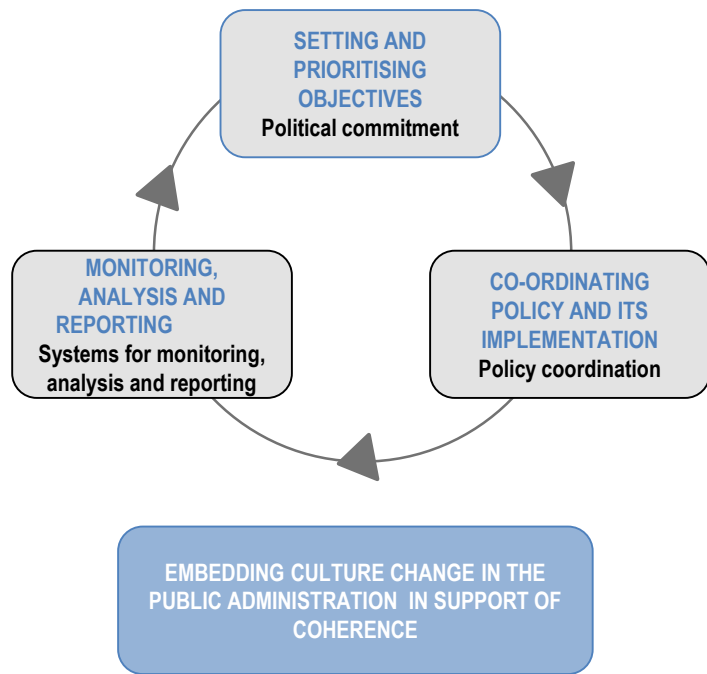 SETTING AND
PRIORITISING
OBJECTIVES
Political commitment
MONITORING,
ANALYSIS AND
REPORTING
Systems for monitoring,
analysis and reporting
CO-ORDINATING
POLICY AND ITS
IMPLEMENTATION
Policy coordination
EMBEDDING CULTURE CHANGE IN THE
PUBLIC ADMINISTRATION IN SUPPORT OF
COHERENCE